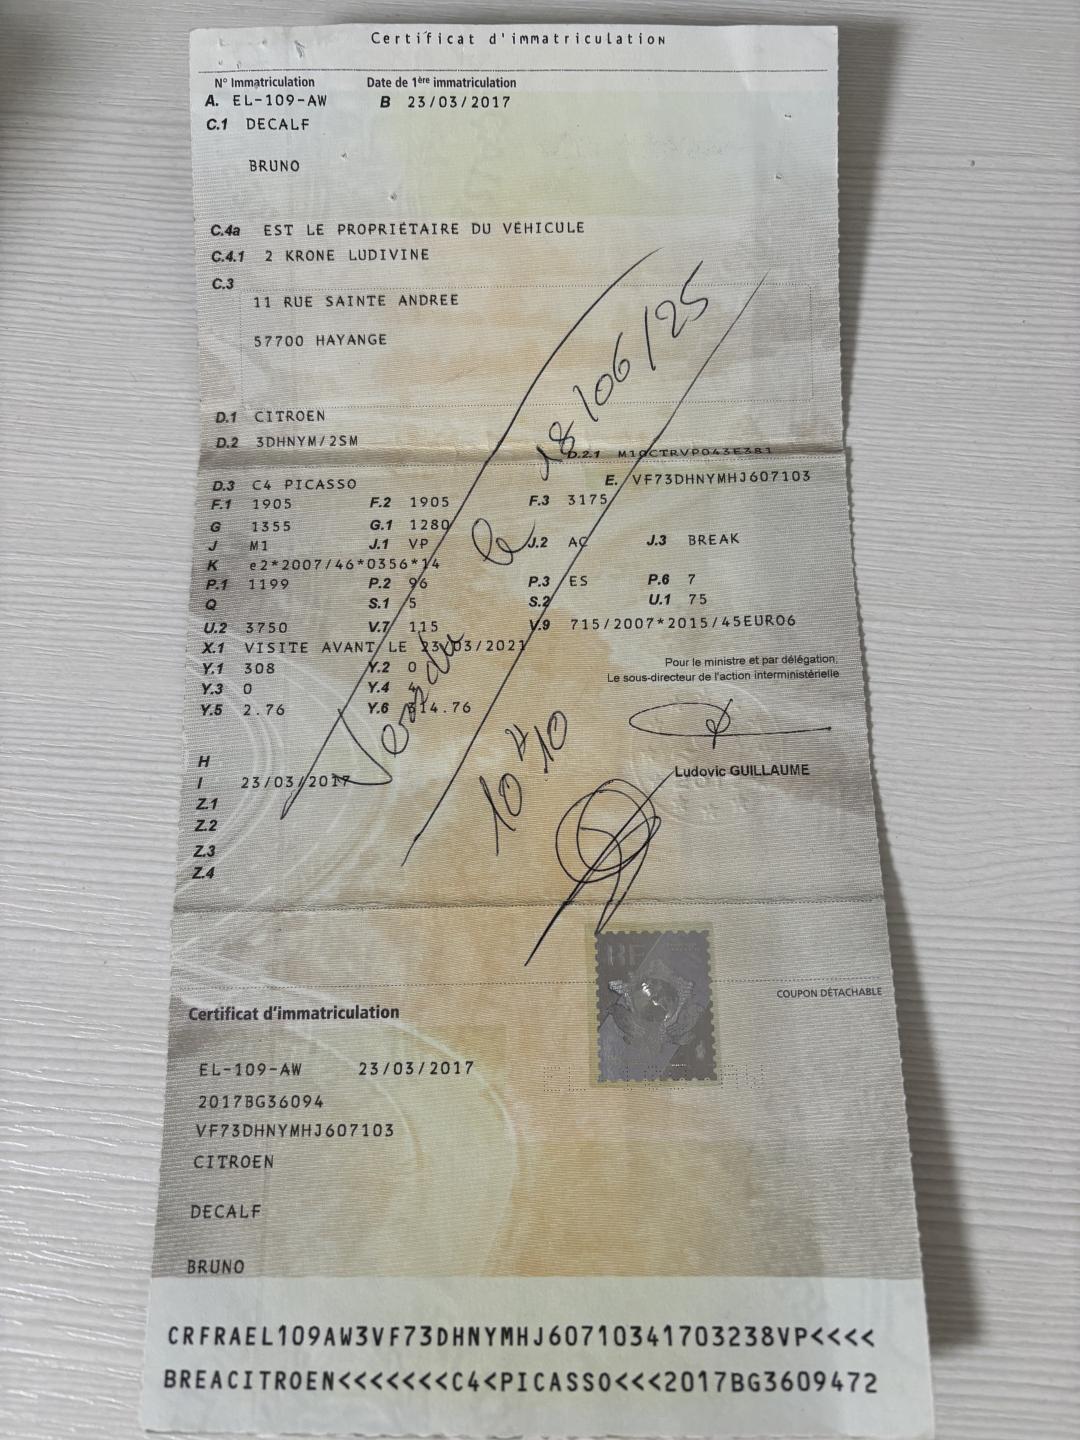 Certificat d'immatriculation
N° Immatriculation Date de 1ère immatriculation
A. EL-109-AW B 23/03/2017
C.1 DECALF
BRUNO
C.4a EST LE PROPRIÉTAIRE DU VÉHICULE
C.4.1 2 KRONE LUDIVINE
C.3
11 RUE SAINTE ANDREE
57700 HAYANGE
D.1 CITROEN
D.2 3DHNYM/2SM D.2.1 M10CTRVP043E381
D.3 C4 PICASSO E. VF73DHNYMHJ607103
F.1 1905 F.2 1905 F.3 3175
G 1355 G.1 1280
J M1 J.1 VP J.2 AC J.3 BREAK
K e2*2007/46*0356*14
P.1 1199 P.2 96 P.3 ES P.6 7
Q S.1 5 S.2 U.1 75
U.2 3750 V.7 115 V.9 715/2007*2015/45EURO6
X.1 VISITE AVANT LE 23/03/2021
Y.1 308 Y.2 0
Y.3 0 Y.4 4
Y.5 2.76 Y.6 314.76
Pour le ministre et par délégation,
Le sous-directeur de l'action interministérielle
Ludovic GUILLAUME
H
I 23/03/2017
Z.1
Z.2
Z.3
Z.4
Vendu le 18/06/25
10H10
RF
COUPON DÉTACHABLE
Certificat d'immatriculation
EL-109-AW 23/03/2017
2017BG36094
VF73DHNYMHJ607103
CITROEN
DECALF
BRUNO
CRFRAEL109AW3VF73DHNYMHJ60710341703238VP<<<<
BREACITROEN<<<<<<<C4<PICASSO<<<2017BG3609472